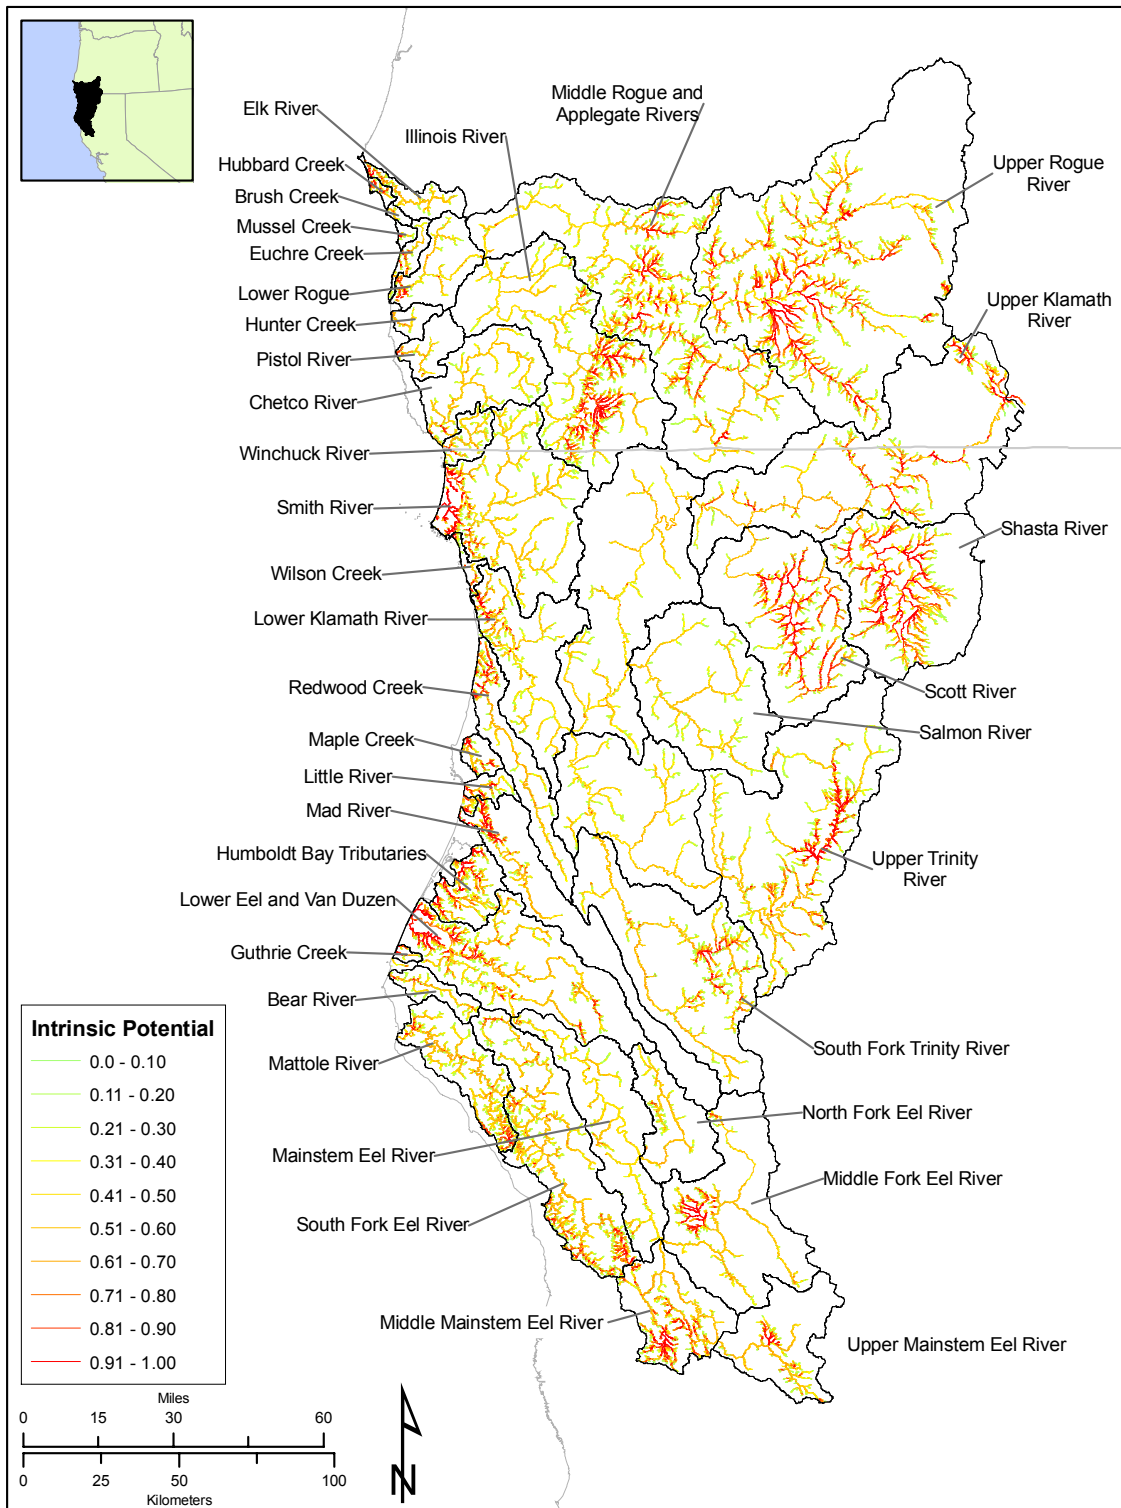 Elk River
Hubbard Creek
Brush Creek
Mussel Creek
Euchre Creek
Lower Rogue
Hunter Creek
Pistol River
Chetco River
Winchuck River
Smith River
Wilson Creek
Lower Klamath River
Redwood Creek
Maple Creek
Little River
Mad River
Humboldt Bay Tributaries
Lower Eel and Van Duzen
Guthrie Creek
Bear River
Mattole River
Mainstem Eel River
South Fork Eel River
Middle Mainstem Eel River
Illinois River
Middle Rogue and
Applegate Rivers
Upper Rogue
River
Upper Klamath
River
Shasta River
Scott River
Salmon River
Upper Trinity
River
South Fork Trinity River
North Fork Eel River
Middle Fork Eel River
Upper Mainstem Eel River
Intrinsic Potential
0.0 - 0.10
0.11 - 0.20
0.21 - 0.30
0.31 - 0.40
0.41 - 0.50
0.51 - 0.60
0.61 - 0.70
0.71 - 0.80
0.81 - 0.90
0.91 - 1.00
Miles
0 15 30 60
0 25 50 100
Kilometers
N